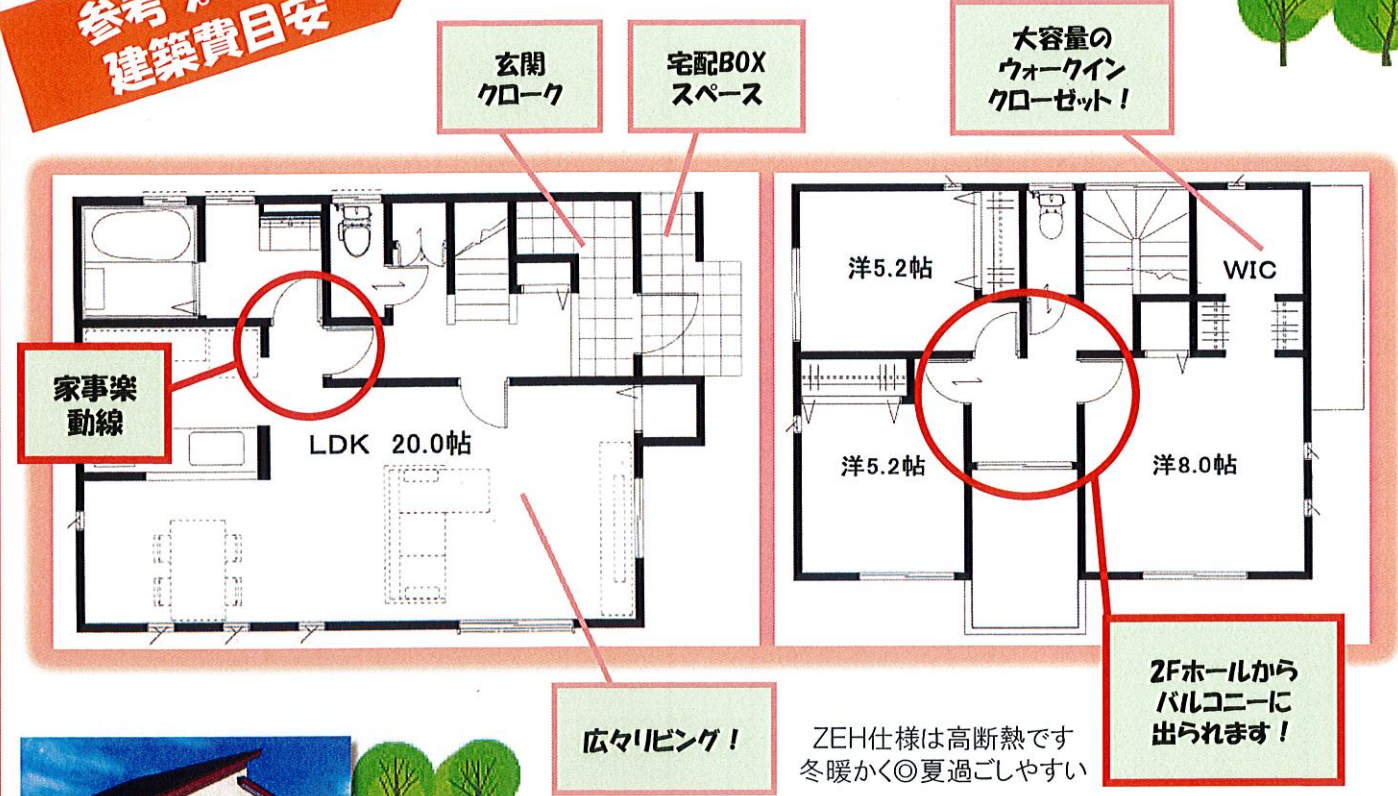 参考
建築費目安
玄関
クローク
宅配BOX
スペース
大容量の
ウォークイン
クローゼット！
家事楽
動線
LDK 20.0帖
洋5.2帖
WIC
洋5.2帖
洋8.0帖
広々リビング！
ZEH仕様は高断熱です
冬暖かく◎夏過ごしやすい
2Fホールから
バルコニーに
出られます！